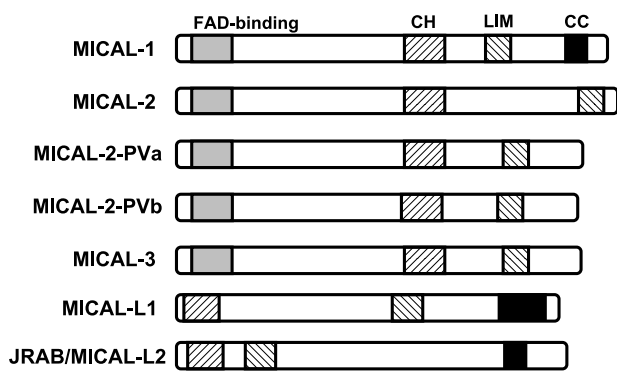 FAD-binding CH LIM CC
MICAL-1
MICAL-2
MICAL-2-PVa
MICAL-2-PVb
MICAL-3
MICAL-L1
JRAB/MICAL-L2